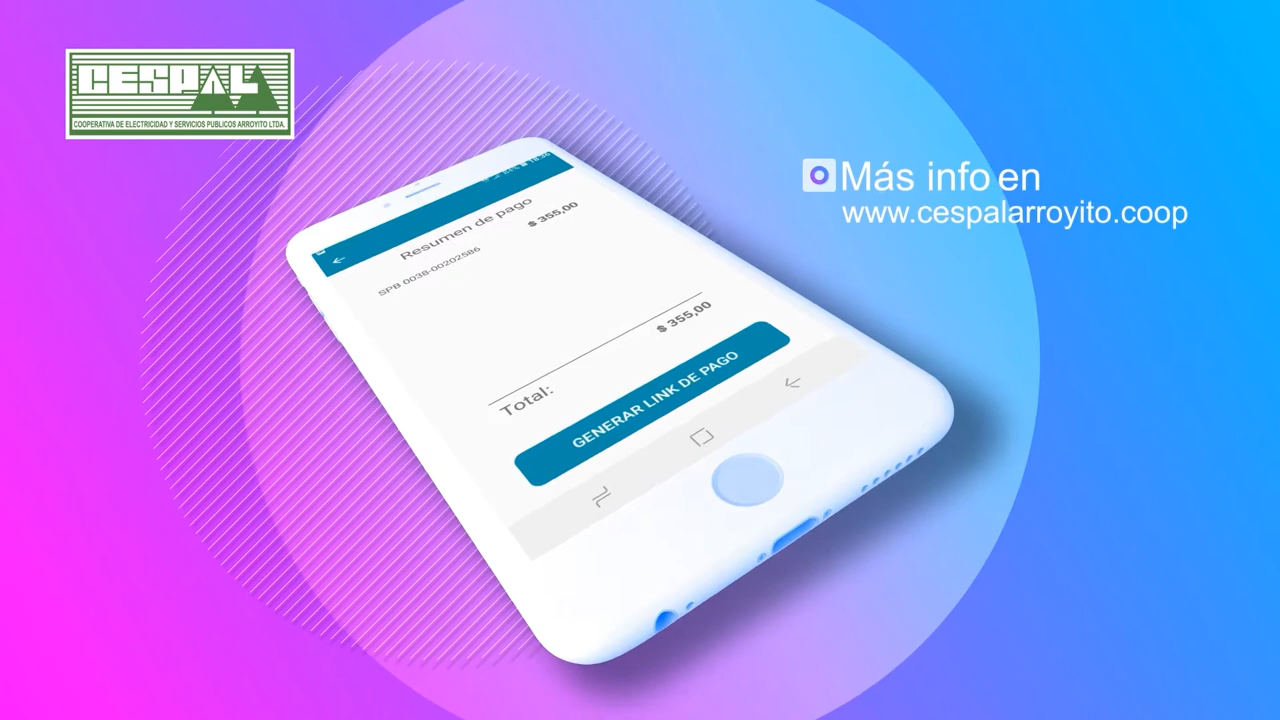 CESPAL
COOPERATIVA DE ELECTRICIDAD Y SERVICIOS PUBLICOS ARROYITO LTDA.
Más info en
www.cespalarroyito.coop
Resumen de pago
SPB 0038-00202586
$ 355,00
Total:
$ 355,00
GENERAR LINK DE PAGO